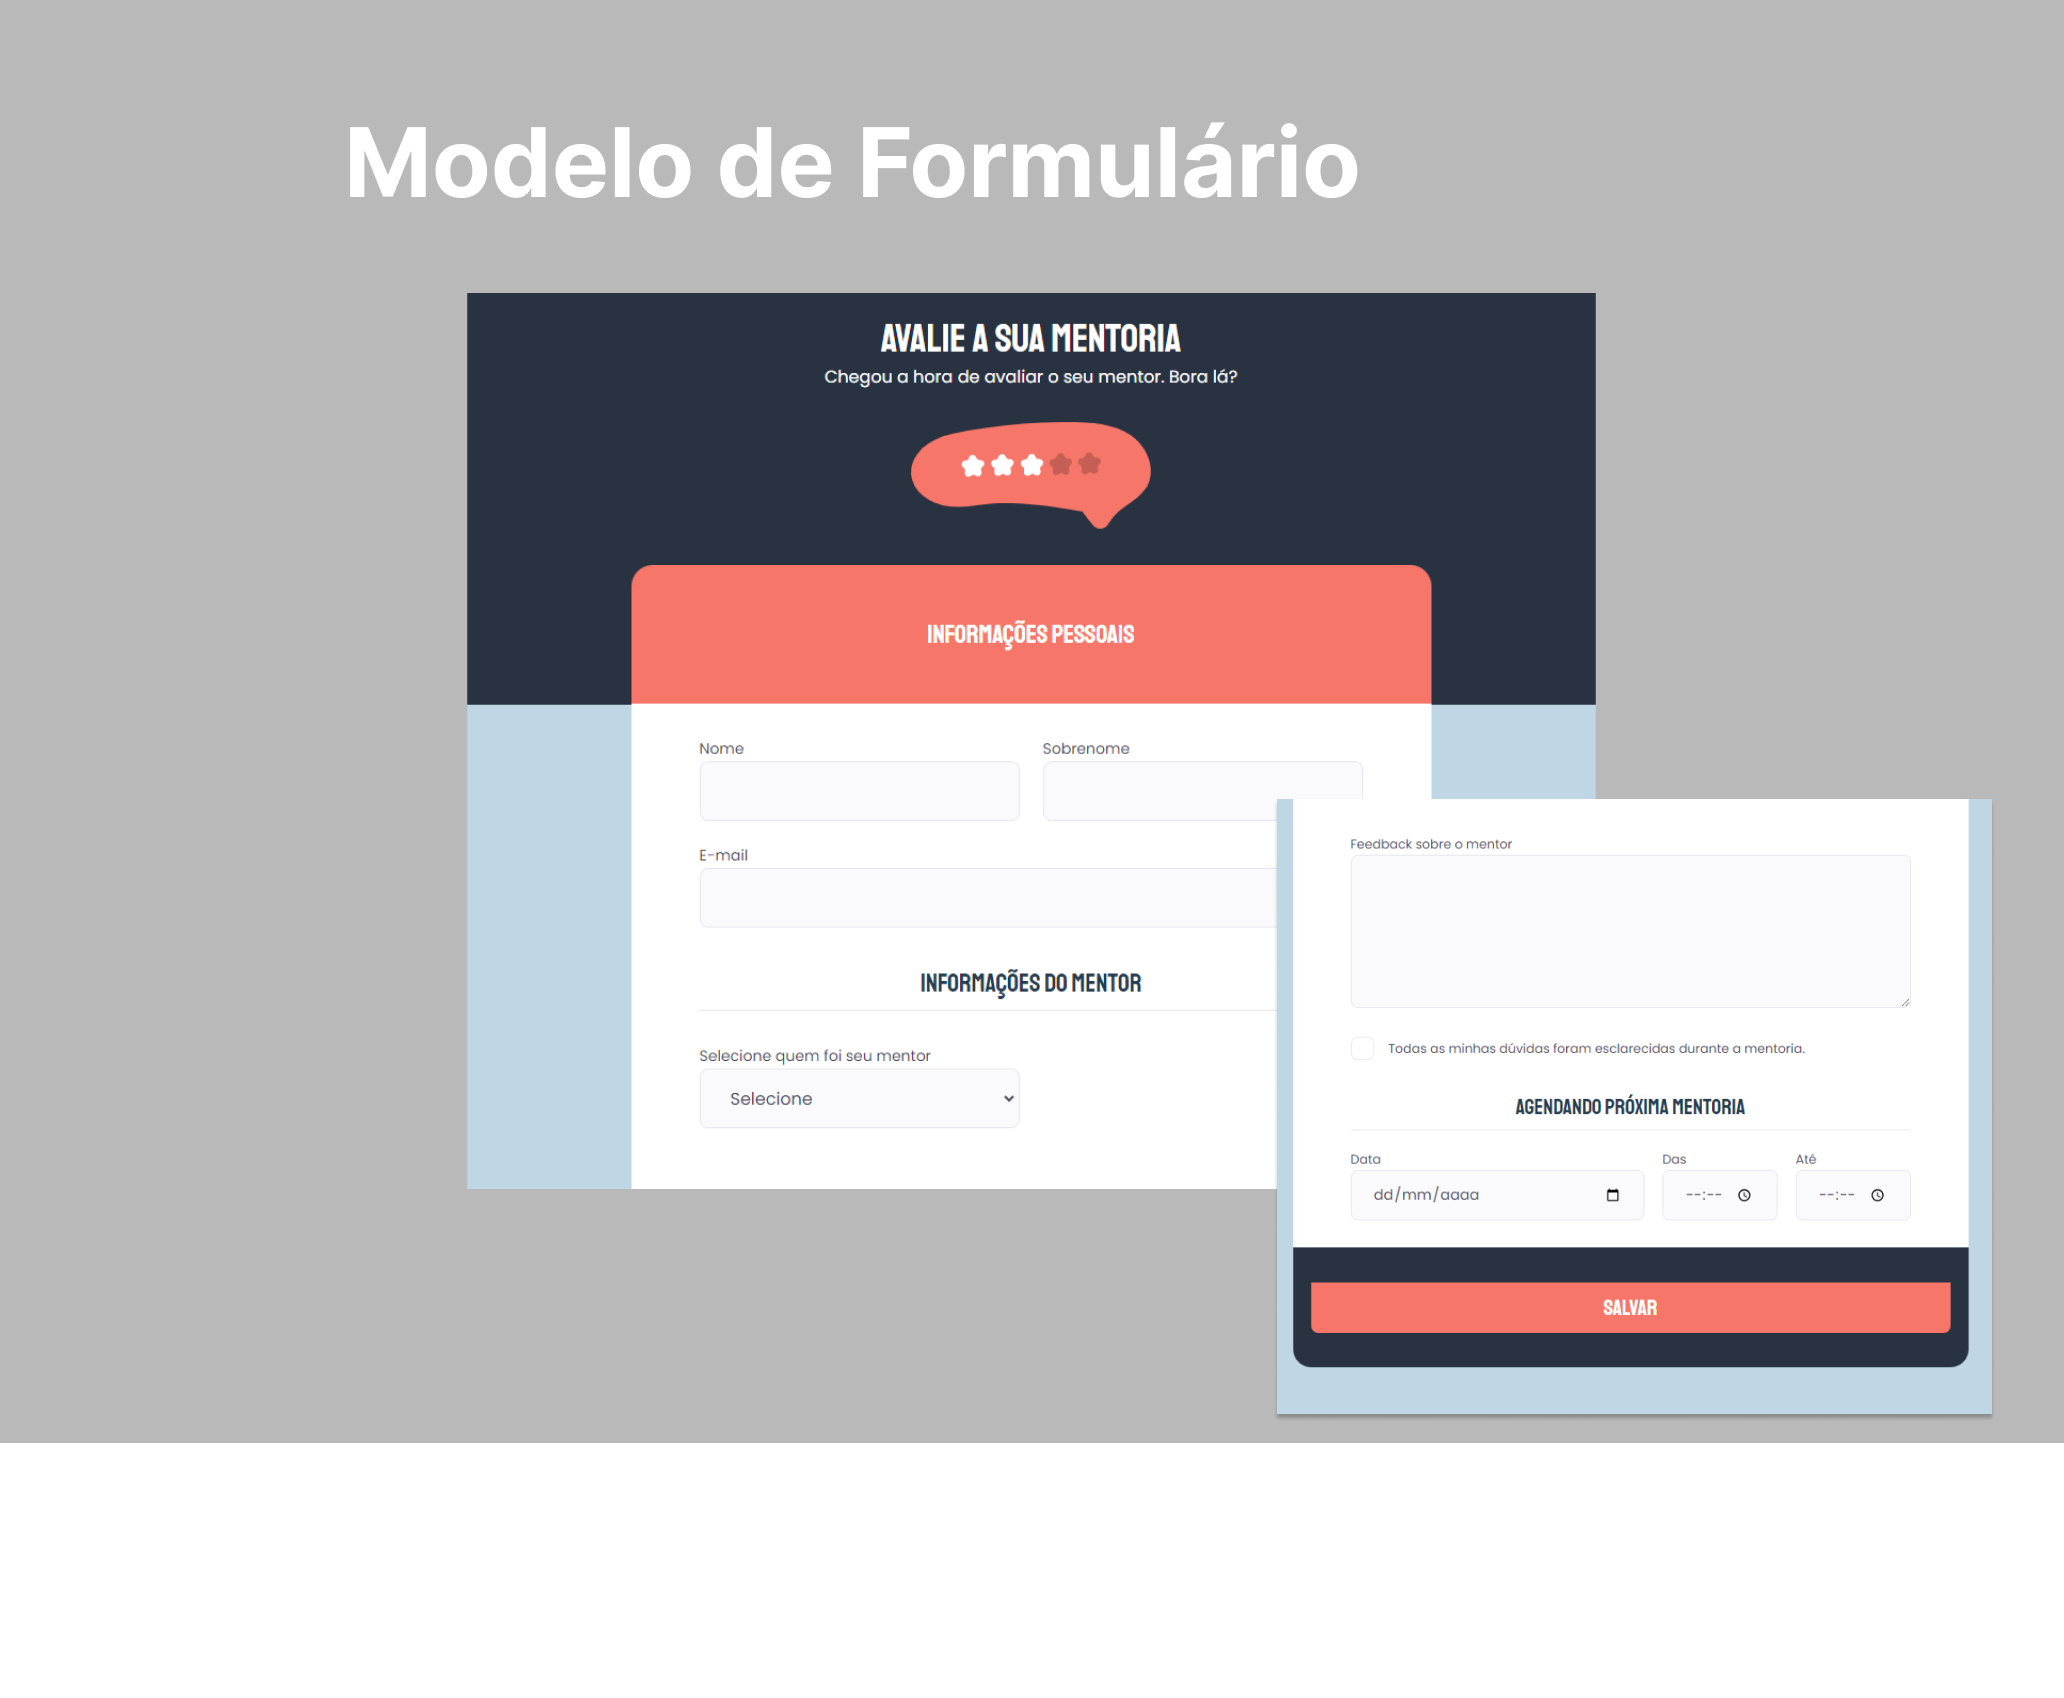 Modelo de Formulário
AVALIE A SUA MENTORIA
Chegou a hora de avaliar o seu mentor. Bora lá?
INFORMAÇÕES PESSOAIS
Nome
Sobrenome
E-mail
INFORMAÇÕES DO MENTOR
Selecione quem foi seu mentor
Selecione
Feedback sobre o mentor
Todas as minhas dúvidas foram esclarecidas durante a mentoria.
AGENDANDO PRÓXIMA MENTORIA
Data
Das
Até
dd/mm/aaaa
--:--
--:--
SALVAR